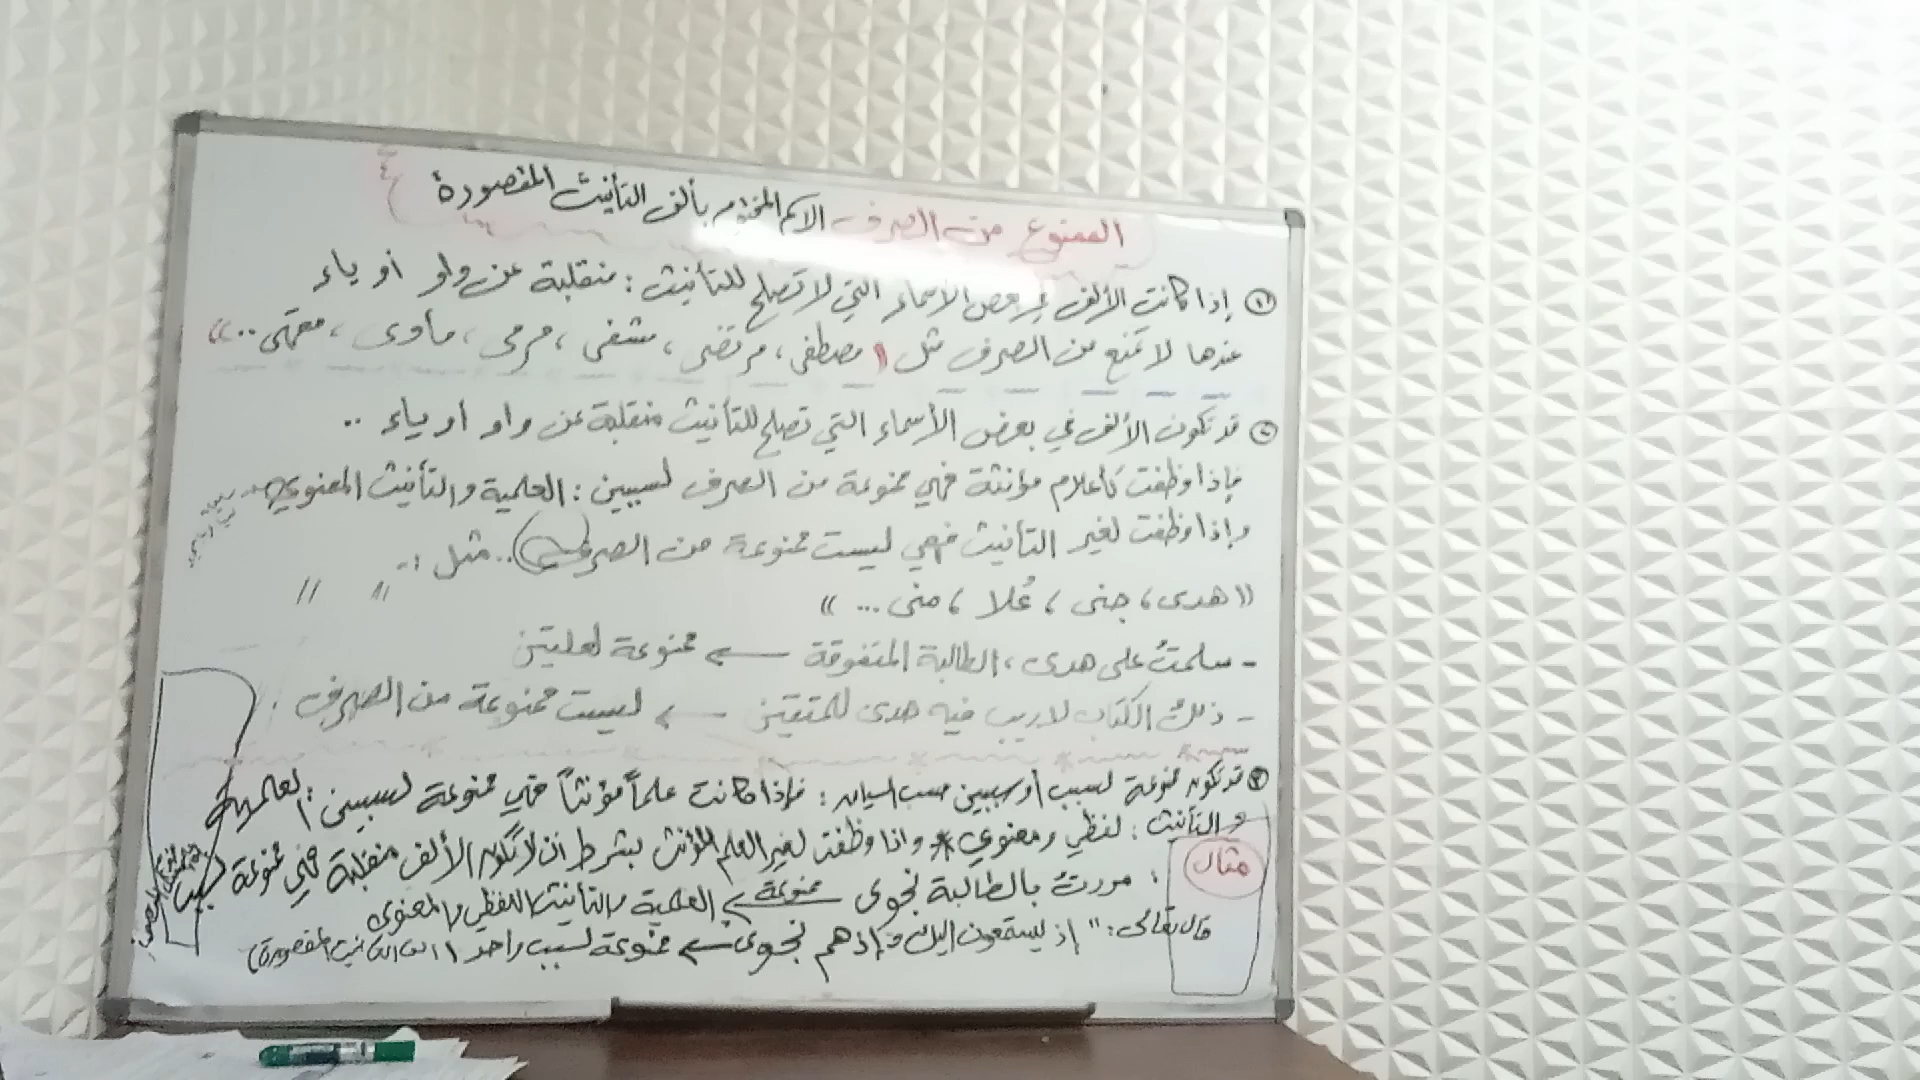 الممنوع من الصرف الاسم المختوم بألف التأنيث المقصورة
① إذا كانت الألف في بعض الأسماء التي لا تصلح للتأنيث : منقلبة عن واو أو ياء
عندها لا تمنع من الصرف مثل ( مصطفى ، مرتضى ، مشفى ، مرمى ، مأوى ، مقهى .. ))
② قد تكون الألف في بعض الأسماء التي تصلح للتأنيث منقلبة عن واو أو ياء ..
فإذا وظفت كأعلام مؤنثة فهي ممنوعة من الصرف لسببين : العلمية والتأنيث المعنوي
وإذا وظفت لغير التأنيث فهي ليست ممنوعة من الصرف .. مثل :
(( هدى ، جنى ، عُلا ، منى ... ))
- سلمتُ على هدى ، الطالبة المتفوقة ← ممنوعة لعلتين
- ذلك الكتاب لا ريب فيه هدى للمتقين ← ليست ممنوعة من الصرف .
③ قد تكون ممنوعة لسبب أو سببين حسب السياق : فإذا كانت علماً مؤنثاً فهي ممنوعة لسببين : العلمية
و التأنيث : لفظي ومعنوي * وإذا وظفت لغير العلم المؤنث بشرط أن لا تكون الألف منقلبة فهي ممنوعة لسبب
مثال : مررتُ بالطالبة نجوى ← ممنوعة العلمية والتأنيث اللفظي والمعنوي
قال تعالى : " إذ يستمعون إليك وإذ هم نجوى ← ممنوعة لسبب واحد ( ألف التأنيث المقصورة )